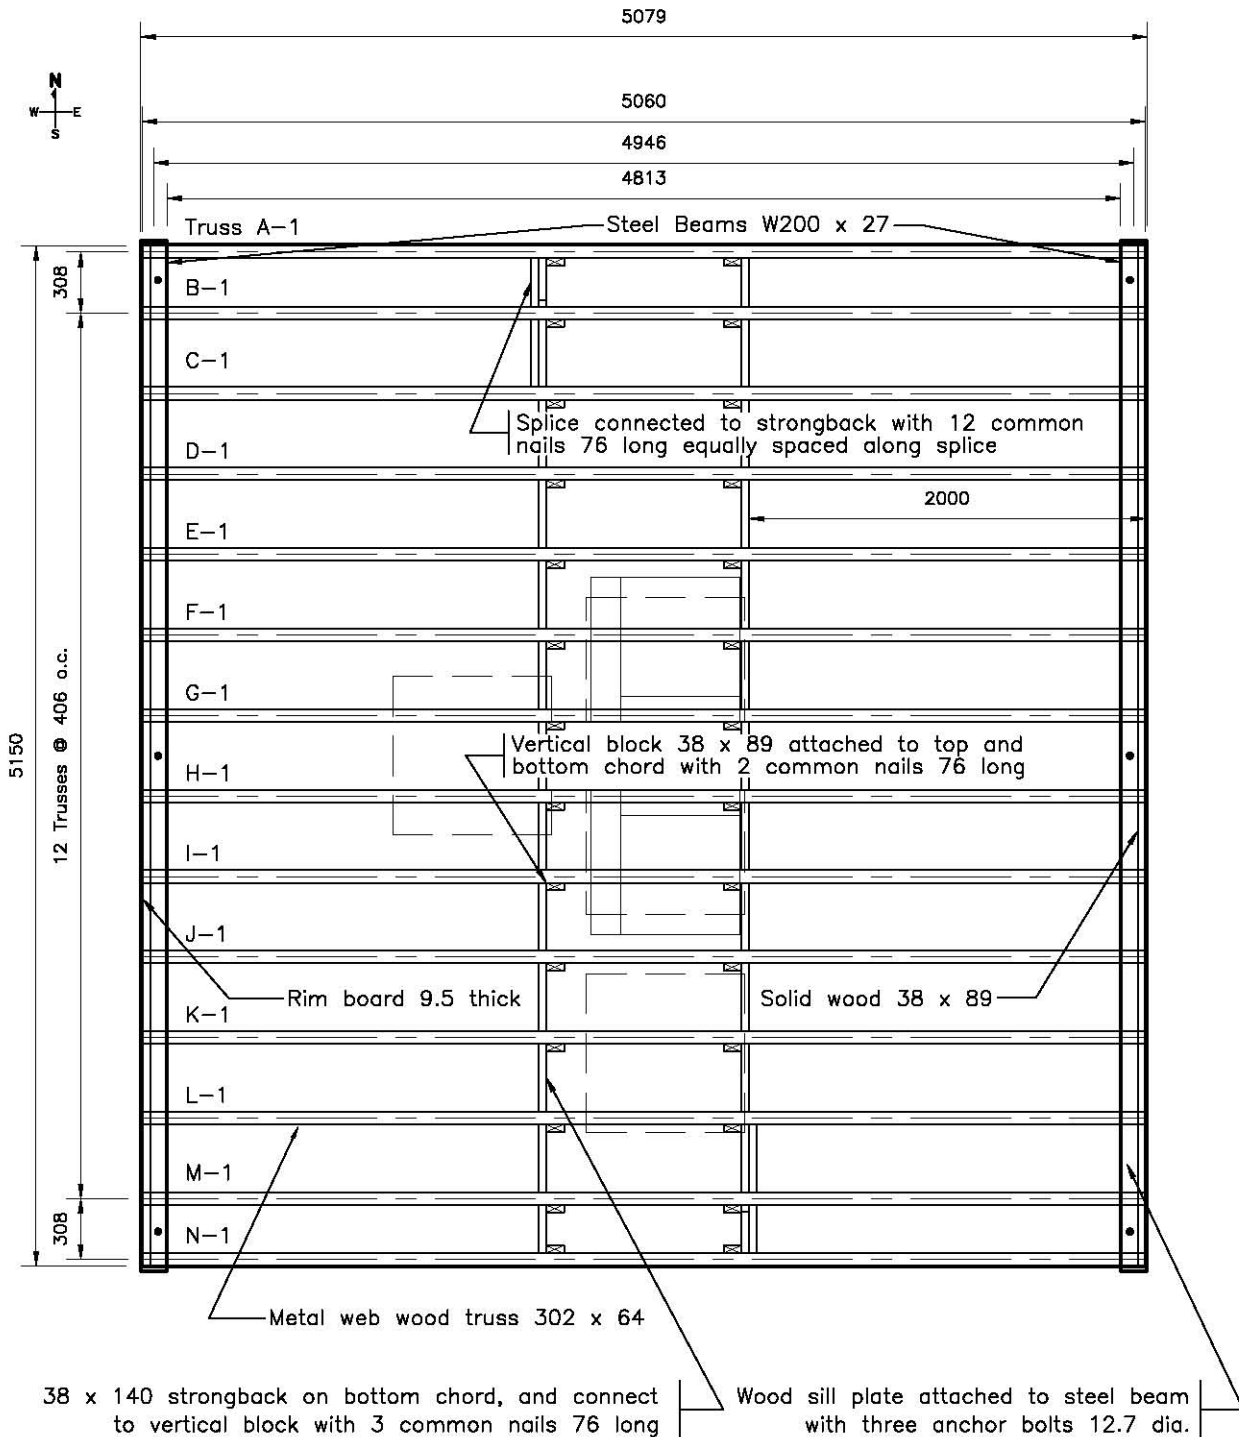 5079
N
W E
S
5060
4946
4813
Truss A-1
Steel Beams W200 x 27
308
B-1
C-1
Splice connected to strongback with 12 common
nails 76 long equally spaced along splice
D-1
2000
E-1
F-1
G-1
Vertical block 38 x 89 attached to top and
bottom chord with 2 common nails 76 long
5150
12 Trusses @ 406 o.c.
H-1
I-1
J-1
Rim board 9.5 thick
Solid wood 38 x 89
K-1
L-1
M-1
308
N-1
Metal web wood truss 302 x 64
38 x 140 strongback on bottom chord, and connect
to vertical block with 3 common nails 76 long
Wood sill plate attached to steel beam
with three anchor bolts 12.7 dia.